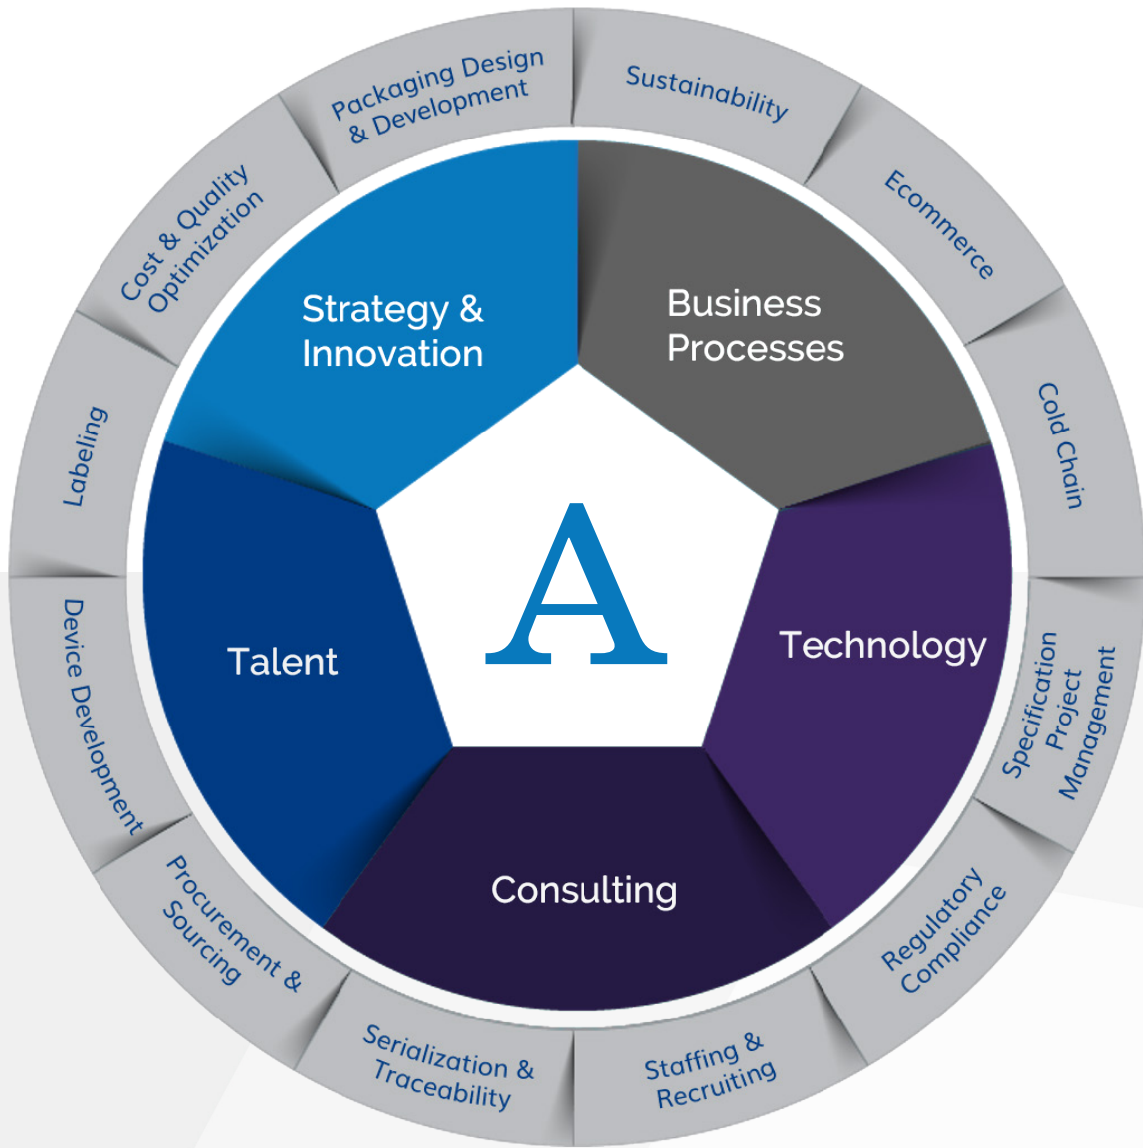 Packaging Design
& Development
Sustainability
Ecommerce
Cold Chain
Specification
Project
Management
Regulatory
Compliance
Staffing &
Recruiting
Serialization &
Traceability
Procurement &
Sourcing
Device Development
Labeling
Cost & Quality
Optimization
Strategy &
Innovation
Business
Processes
Technology
Consulting
Talent
A